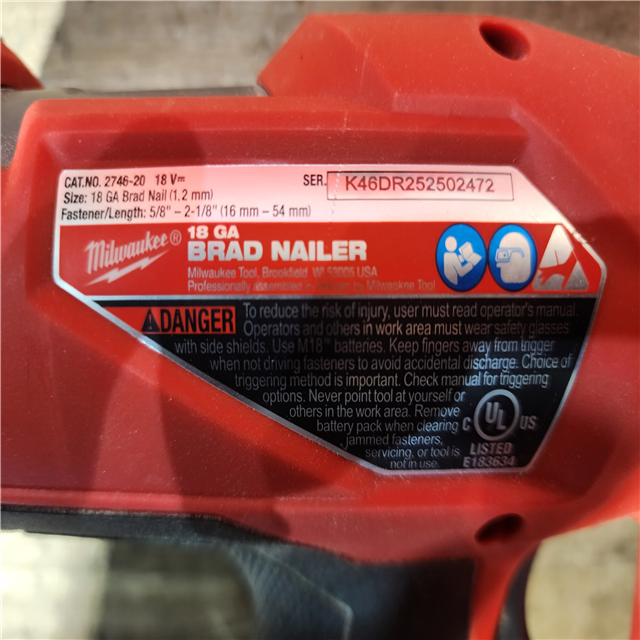 CAT.NO. 2746-20 18 V⎓
SER. K46DR252502472
Size: 18 GA Brad Nail (1,2 mm)
Fastener/Length: 5/8" – 2-1/8" (16 mm – 54 mm)
Milwaukee®
18 GA
BRAD NAILER
Milwaukee Tool, Brookfield WI 53005 USA
Professionally Assembled by Milwaukee Tool
⚠DANGER
To reduce the risk of injury, user must read operator's manual.
Operators and others in work area must wear safety glasses
with side shields. Use M18™ batteries. Keep fingers away from trigger
when not driving fasteners to avoid accidental discharge. Choice of
triggering method is important. Check manual for triggering
options. Never point tool at yourself or
others in the work area. Remove
battery pack when clearing
jammed fasteners,
servicing, or tool is
not in use.
C UL US
LISTED
E183634